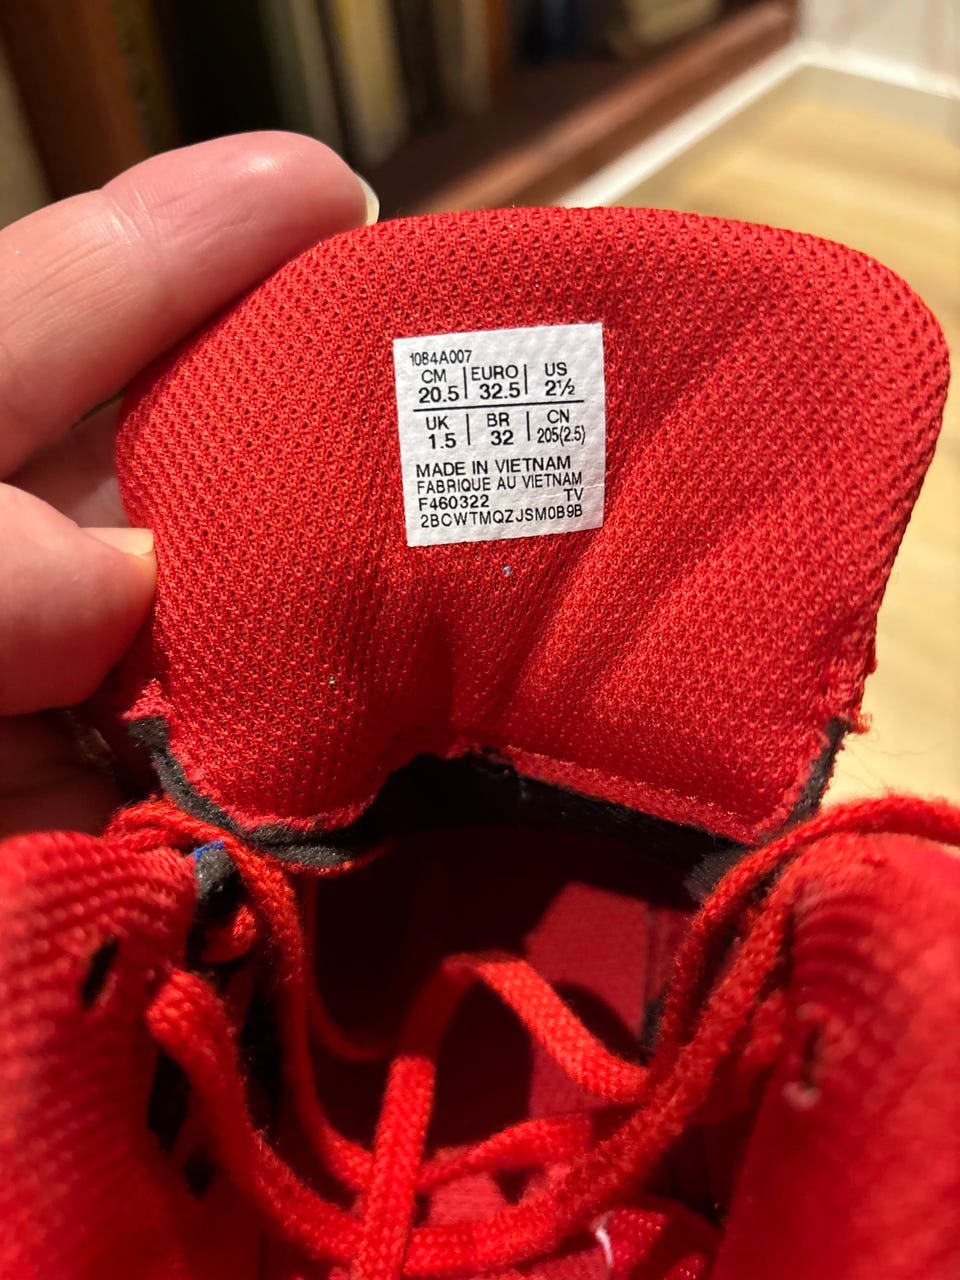 1084A007
CM | EURO | US
20.5 | 32.5 | 2½
UK | BR | CN
1.5 | 32 | 205(2.5)
MADE IN VIETNAM
FABRIQUE AU VIETNAM
F460322 TV
2BCWTMQZJSM0B9B